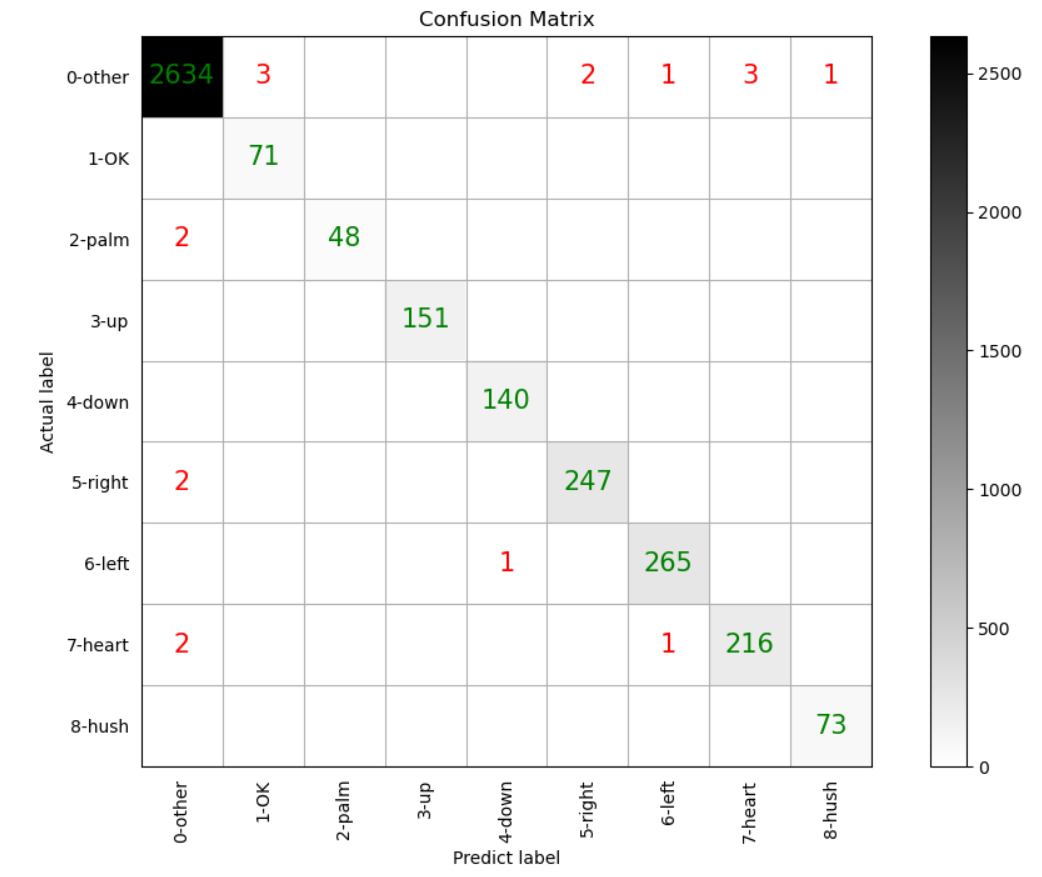 Confusion Matrix
0-other 2634 3 2 1 3 1
1-OK 71
2-palm 2 48
3-up 151
4-down 140
5-right 2 247
6-left 1 265
7-heart 2 1 216
8-hush 73
Actual label
0-other 1-OK 2-palm 3-up 4-down 5-right 6-left 7-heart 8-hush
Predict label
2500
2000
1500
1000
500
0